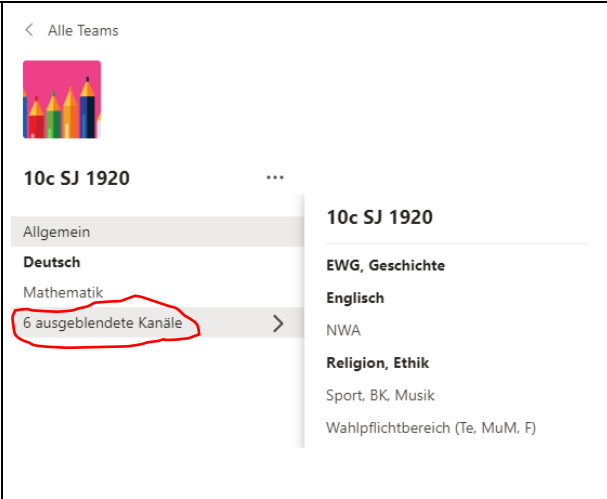 Alle Teams
10c SJ 1920
Allgemein
Deutsch
Mathematik
6 ausgeblendete Kanäle
10c SJ 1920
EWG, Geschichte
Englisch
NWA
Religion, Ethik
Sport, BK, Musik
Wahlpflichtbereich (Te, MuM, F)